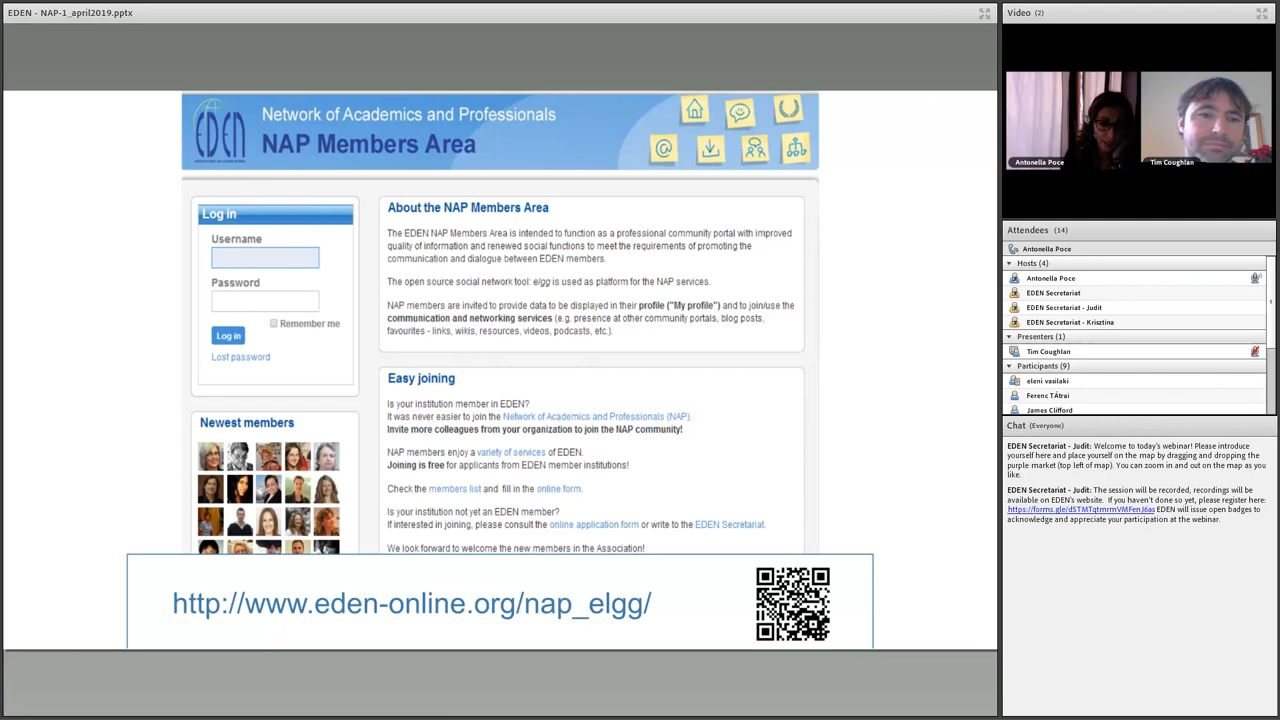 EDEN - NAP-1_april2019.pptx
EDEN
Network of Academics and Professionals
NAP Members Area
Log in
Username
Password
Remember me
Log in
Lost password
Newest members
About the NAP Members Area
The EDEN NAP Members Area is intended to function as a professional community portal with improved
quality of information and renewed social functions to meet the requirements of promoting the
communication and dialogue between EDEN members.
The open source social network tool: elgg is used as platform for the NAP services.
NAP members are invited to provide data to be displayed in their profile ("My profile") and to join/use the
communication and networking services (e.g. presence at other community portals, blog posts,
favourites - links, wikis, resources, videos, podcasts, etc.).
Easy joining
Is your institution member in EDEN?
It was never easier to join the Network of Academics and Professionals (NAP).
Invite more colleagues from your organization to join the NAP community!
NAP members enjoy a variety of services of EDEN.
Joining is free for applicants from EDEN member institutions!
Check the members list and fill in the online form.
Is your institution not yet an EDEN member?
If interested in joining, please consult the online application form or write to the EDEN Secretariat.
We look forward to welcome the new members in the Association!
http://www.eden-online.org/nap_elgg/
Video (2)
Antonella Poce
Tim Coughlan
Attendees (14)
Antonella Poce
Hosts (4)
Antonella Poce
EDEN Secretariat
EDEN Secretariat - Judit
EDEN Secretariat - Krisztína
Presenters (1)
Tim Coughlan
Participants (9)
eleni vasilaki
Ferenc TÁtrai
James Clifford
Chat (Everyone)
EDEN Secretariat - Judit: Welcome to today's webinar! Please introduce
yourself here and place yourself on the map by dragging and dropping the
purple market (top left of map). You can zoom in and out on the map as you
like.
EDEN Secretariat - Judit: The session will be recorded, recordings will be
available on EDEN's website. If you haven't done so yet, please register here:
https://forms.gle/dSTMTqtmrmVMFenJ6as EDEN will issue open badges to
acknowledge and appreciate your participation at the webinar.